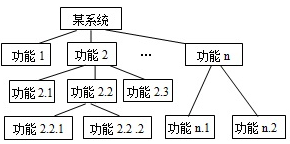 某系统
功能 1
功能 2
…
功能 n
功能 2.1
功能 2.2
功能 2.3
功能 2.2.1
功能 2.2 .2
功能 n.1
功能 n.2